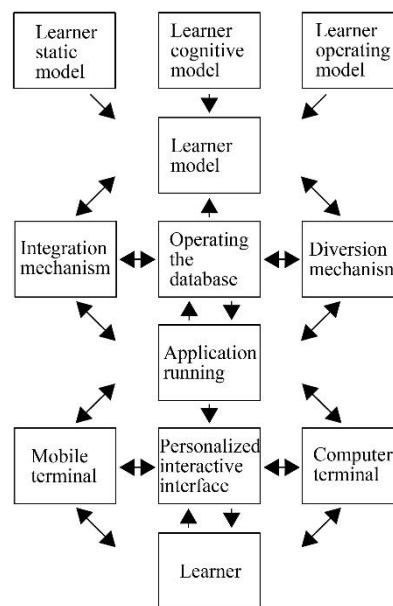 Learner
static model
Learner
cognitive
model
Learner
operating
model
Learner
model
Integration
mechanism
Operating
the
database
Diversion
mechanism
Application
running
Mobile
terminal
Personalized
interactive
interface
Computer
terminal
Learner